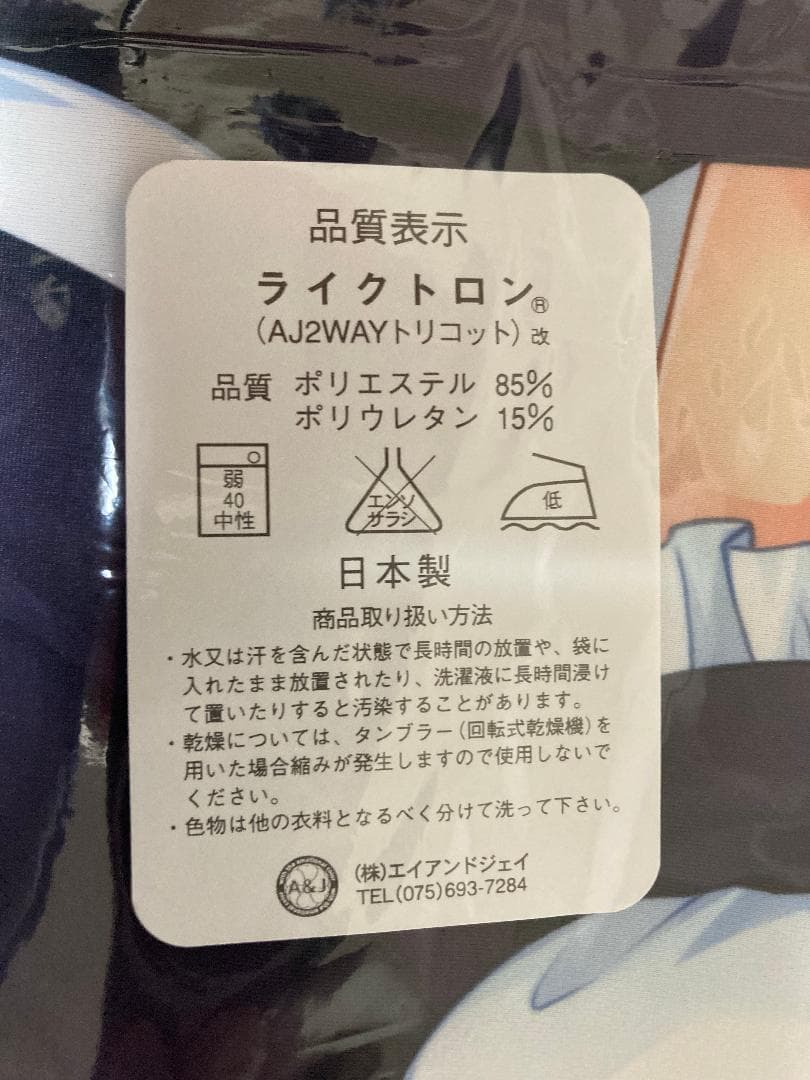 品質表示
ライクトロン®
（AJ2WAYトリコット）改
品質 ポリエステル 85%
ポリウレタン 15%
弱
40
中性
エンソ
サラシ
低
日本製
商品取り扱い方法
・水又は汗を含んだ状態で長時間の放置や、袋に
入れたまま放置されたり、洗濯液に長時間浸け
て置いたりすると汚染することがあります。
・乾燥については、タンブラー（回転式乾燥機）を
用いた場合縮みが発生しますので使用しないで
ください。
・色物は他の衣料となるべく分けて洗って下さい。
A&J
(株)エイアンドジェイ
TEL(075)693-7284